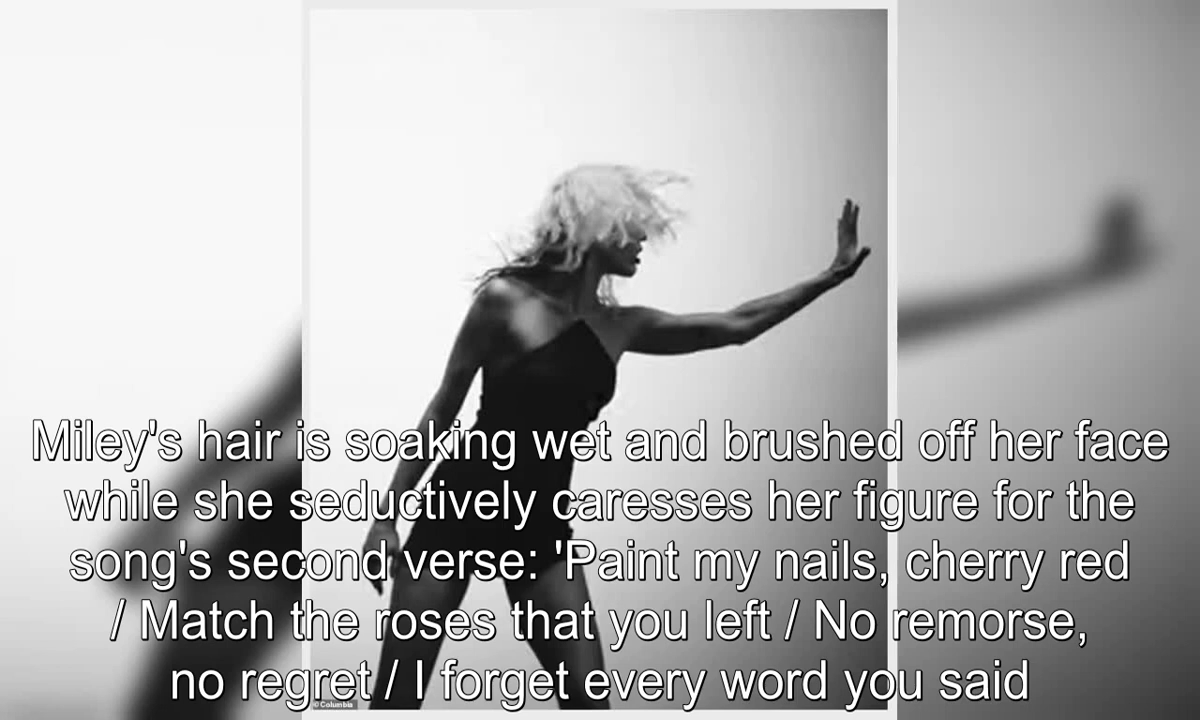 Miley's hair is soaking wet and brushed off her face
while she seductively caresses her figure for the
song's second verse: 'Paint my nails, cherry red
/ Match the roses that you left / No remorse,
no regret / I forget every word you said
© Columbia